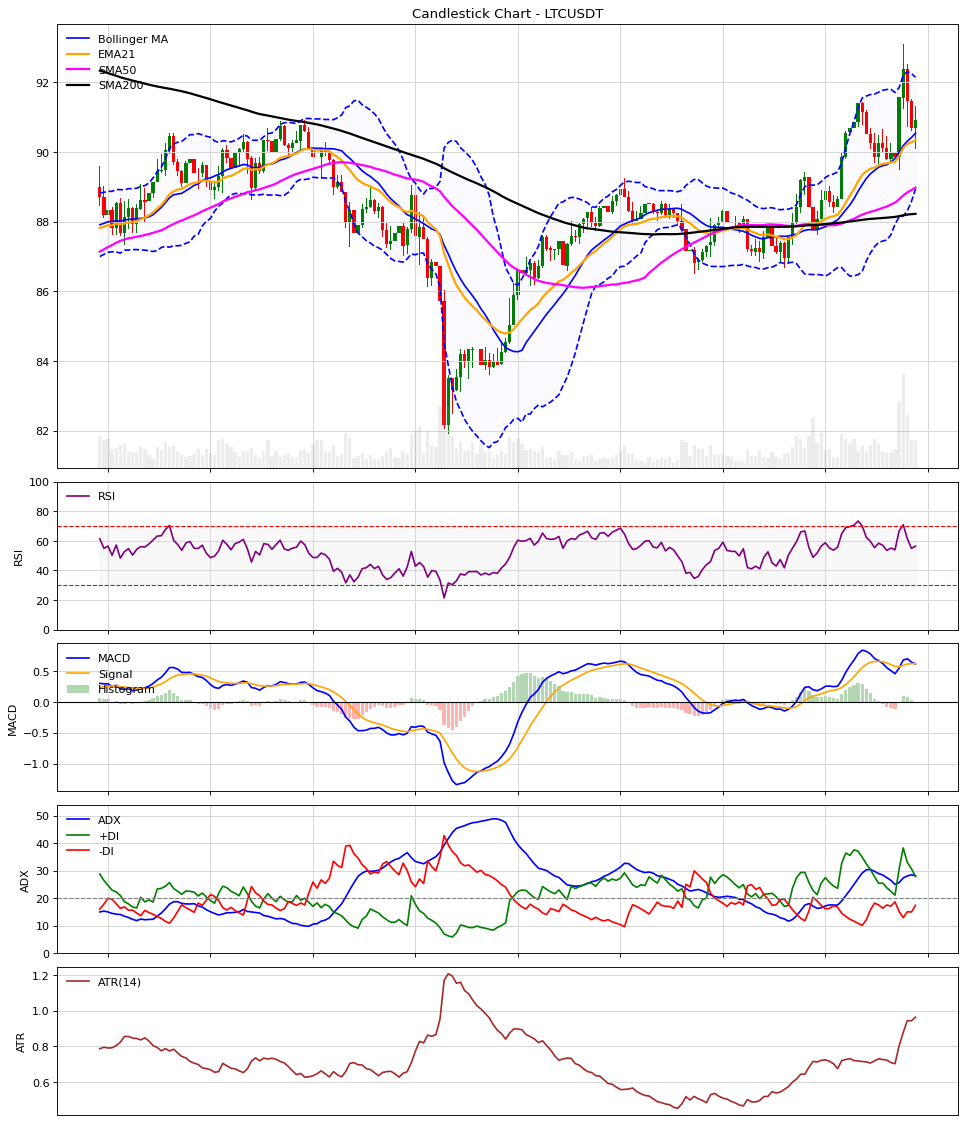 Candlestick Chart - LTCUSDT
Bollinger MA
EMA21
SMA50
SMA200
92
90
88
86
84
82
RSI
100
80
60
40
20
0
RSI
MACD
Signal
Histogram
0.5
0.0
−0.5
−1.0
MACD
ADX
+DI
-DI
50
40
30
20
10
0
ADX
ATR(14)
1.2
1.0
0.8
0.6
ATR